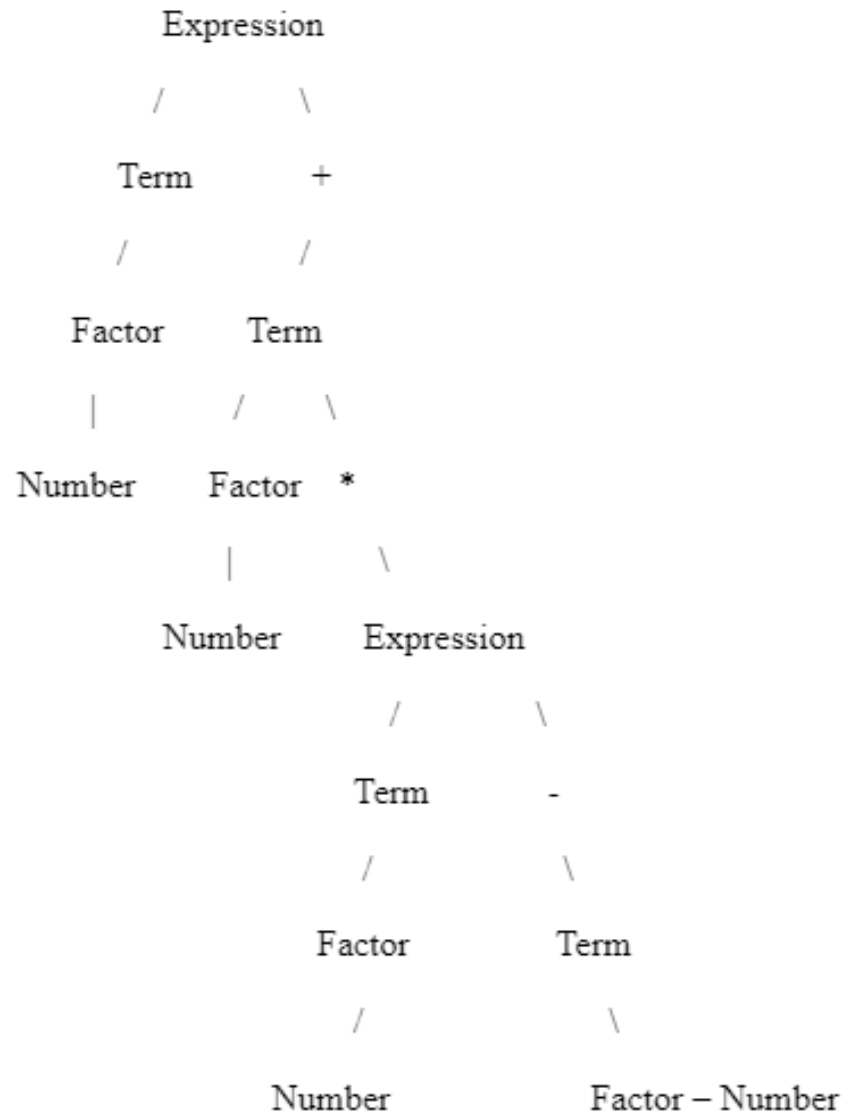 Expression
/ \
Term +
/ /
Factor Term
| / \
Number Factor *
| \
Number Expression
/ \
Term -
/ \
Factor Term
/ \
Number Factor – Number